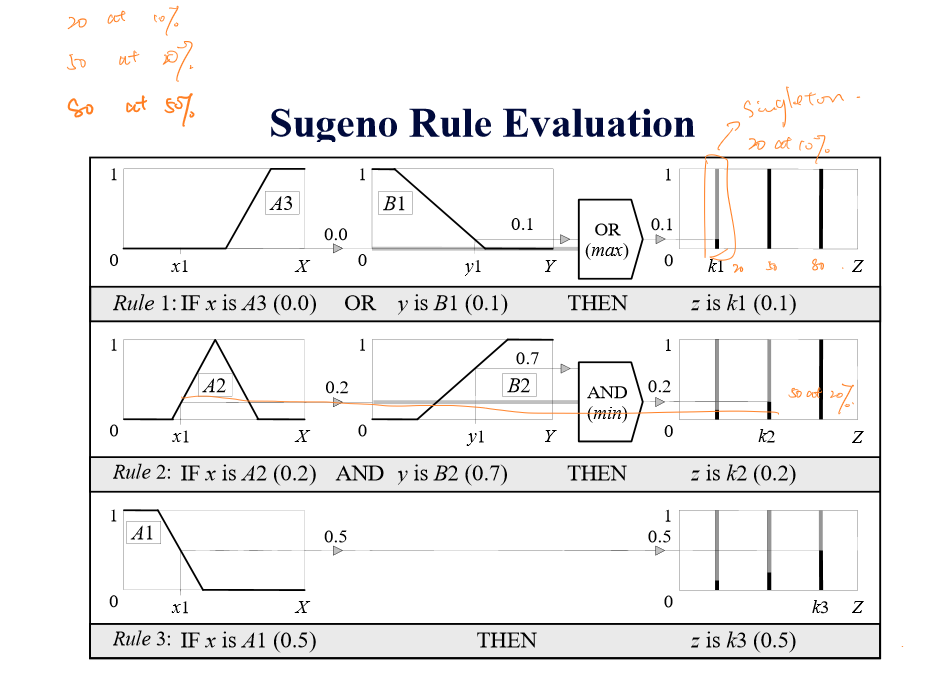 20 at 10%
50 at 20%
80 at 55%
Singleton.
Sugeno Rule Evaluation
20 at 10%
1 A3 1 B1 0.1 OR (max) 1
0.0 0.1
0 x1 X 0 y1 Y 0 k1 20 50 80 Z
Rule 1: IF x is A3 (0.0) OR y is B1 (0.1) THEN z is k1 (0.1)
1 A2 1 0.7 B2 AND (min) 1
0.2 0.2 50 at 20%
0 x1 X 0 y1 Y 0 k2 Z
Rule 2: IF x is A2 (0.2) AND y is B2 (0.7) THEN z is k2 (0.2)
1 A1 1
0.5 0.5
0 x1 X 0 k3 Z
Rule 3: IF x is A1 (0.5) THEN z is k3 (0.5)